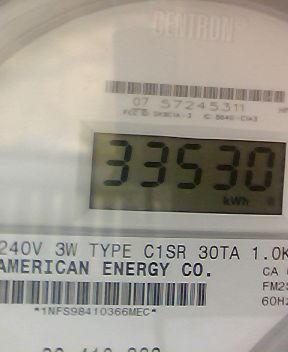 CENTRON
07 57245311
33530
kWh
240V 3W TYPE C1SR 30TA 1.0K
AMERICAN ENERGY CO.
CA
FM2S
60Hz
*1NFS98410366MEC*